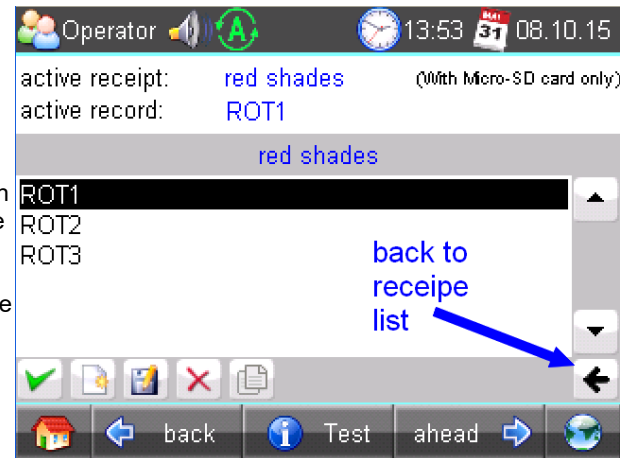 Operator A 13:53 31 08.10.15
active receipt: red shades (With Micro-SD card only)
active record: ROT1
red shades
ROT1
ROT2
ROT3
back to
receipe
list
back i Test ahead